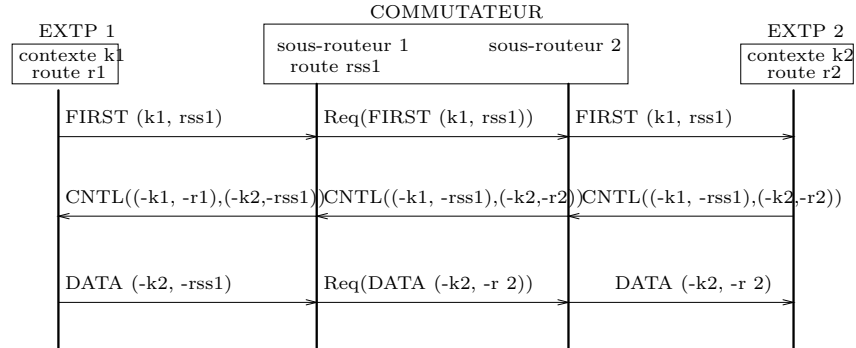 COMMUTATEUR
EXTP 1
EXTP 2
contexte k1
route r1
sous-routeur 1
route rss1
sous-routeur 2
contexte k2
route r2
FIRST (k1, rss1)
Req(FIRST (k1, rss1))
FIRST (k1, rss1)
CNTL((-k1, -r1),(-k2,-rss1))
CNTL((-k1, -rss1),(-k2,-r2))
CNTL((-k1, -rss1),(-k2,-r2))
DATA (-k2, -rss1)
Req(DATA (-k2, -r 2))
DATA (-k2, -r 2)